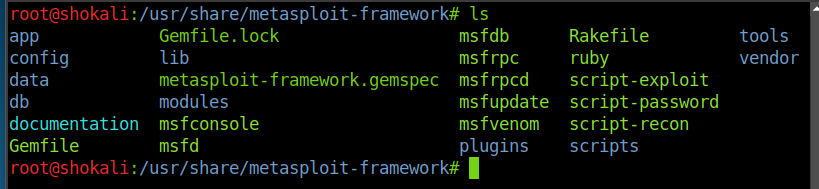 root@shokali:/usr/share/metasploit-framework# ls
app Gemfile.lock msfdb Rakefile tools
config lib msfrpc ruby vendor
data metasploit-framework.gemspec msfrpcd script-exploit
db modules msfupdate script-password
documentation msfconsole msfvenom script-recon
Gemfile msfd plugins scripts
root@shokali:/usr/share/metasploit-framework#